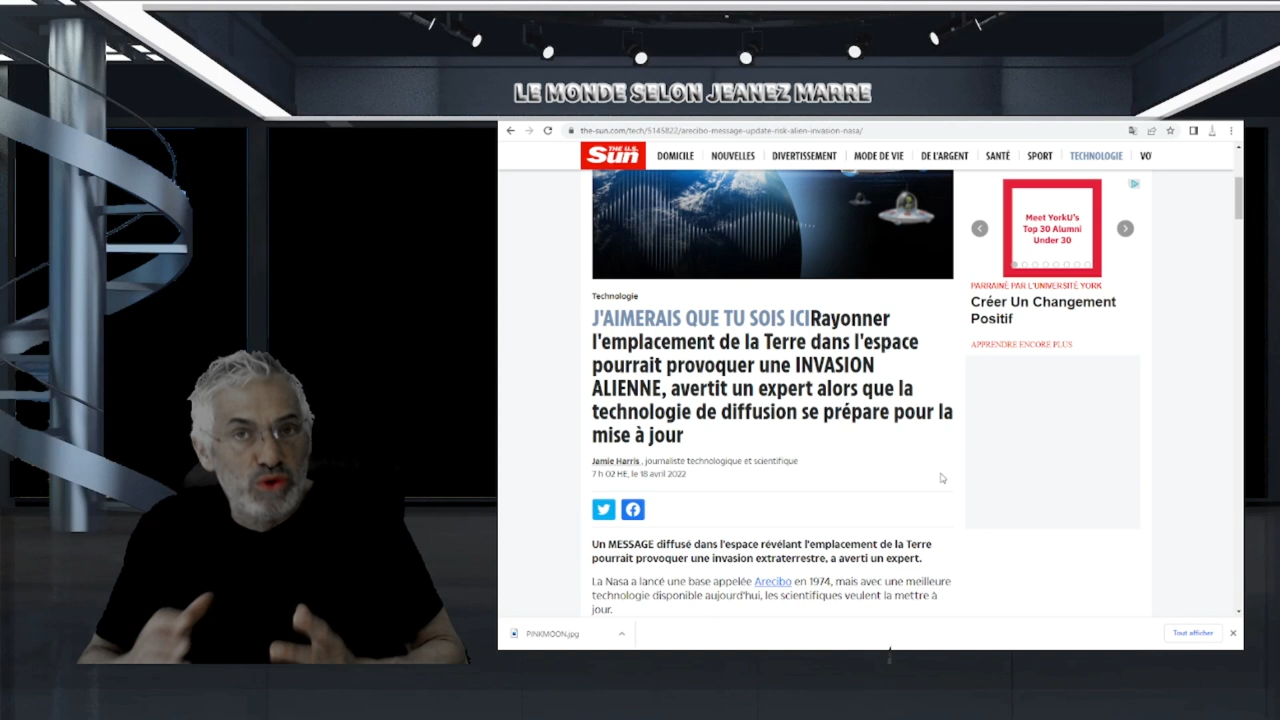 LE MONDE SELON JEANEZ MARRE
the-sun.com/tech/5145822/arecibo-message-update-risk-alien-invasion-nasa/
THE U.S. Sun
DOMICILE NOUVELLES DIVERTISSEMENT MODE DE VIE DE L'ARGENT SANTÉ SPORT TECHNOLOGIE VO
Meet YorkU's
Top 30 Alumni
Under 30
PARRAINÉ PAR L'UNIVERSITÉ YORK
Créer Un Changement
Positif
APPRENDRE ENCORE PLUS
Technologie
J'AIMERAIS QUE TU SOIS ICIRayonner
l'emplacement de la Terre dans l'espace
pourrait provoquer une INVASION
ALIENNE, avertit un expert alors que la
technologie de diffusion se prépare pour la
mise à jour
Jamie Harris , journaliste technologique et scientifique
7 h 02 HE, le 18 avril 2022
Un MESSAGE diffusé dans l'espace révélant l'emplacement de la Terre
pourrait provoquer une invasion extraterrestre, a averti un expert.
La Nasa a lancé une base appelée Arecibo en 1974, mais avec une meilleure
technologie disponible aujourd'hui, les scientifiques veulent la mettre à
jour.
PINKMOON.jpg
Tout afficher